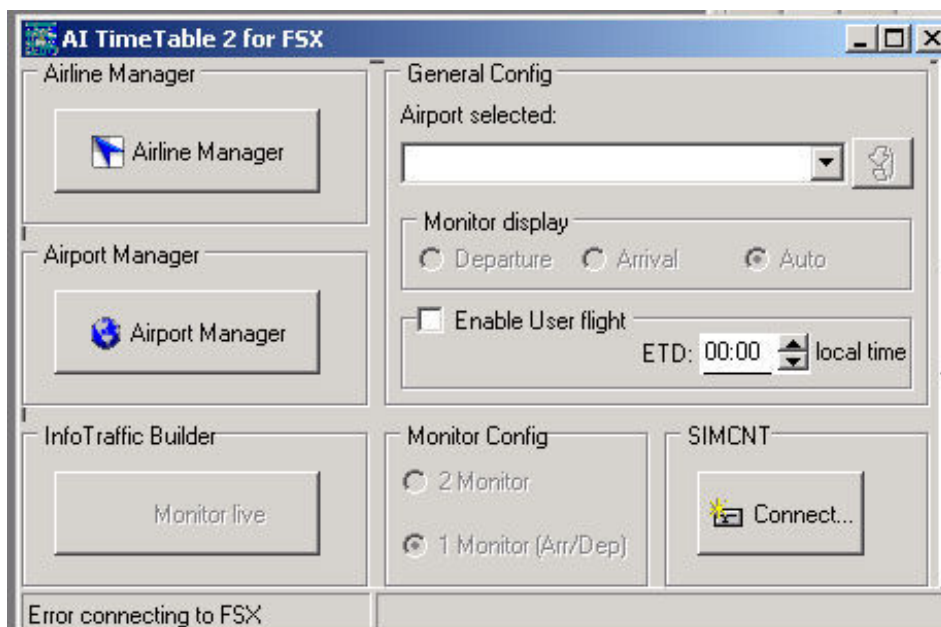 AI TimeTable 2 for FSX
Airline Manager
Airline Manager
Airport Manager
Airport Manager
InfoTraffic Builder
Monitor live
General Config
Airport selected:
Monitor display
Departure Arrival Auto
Enable User flight
ETD: 00:00 local time
Monitor Config
2 Monitor
1 Monitor (Arr/Dep)
SIMCNT
Connect...
Error connecting to FSX